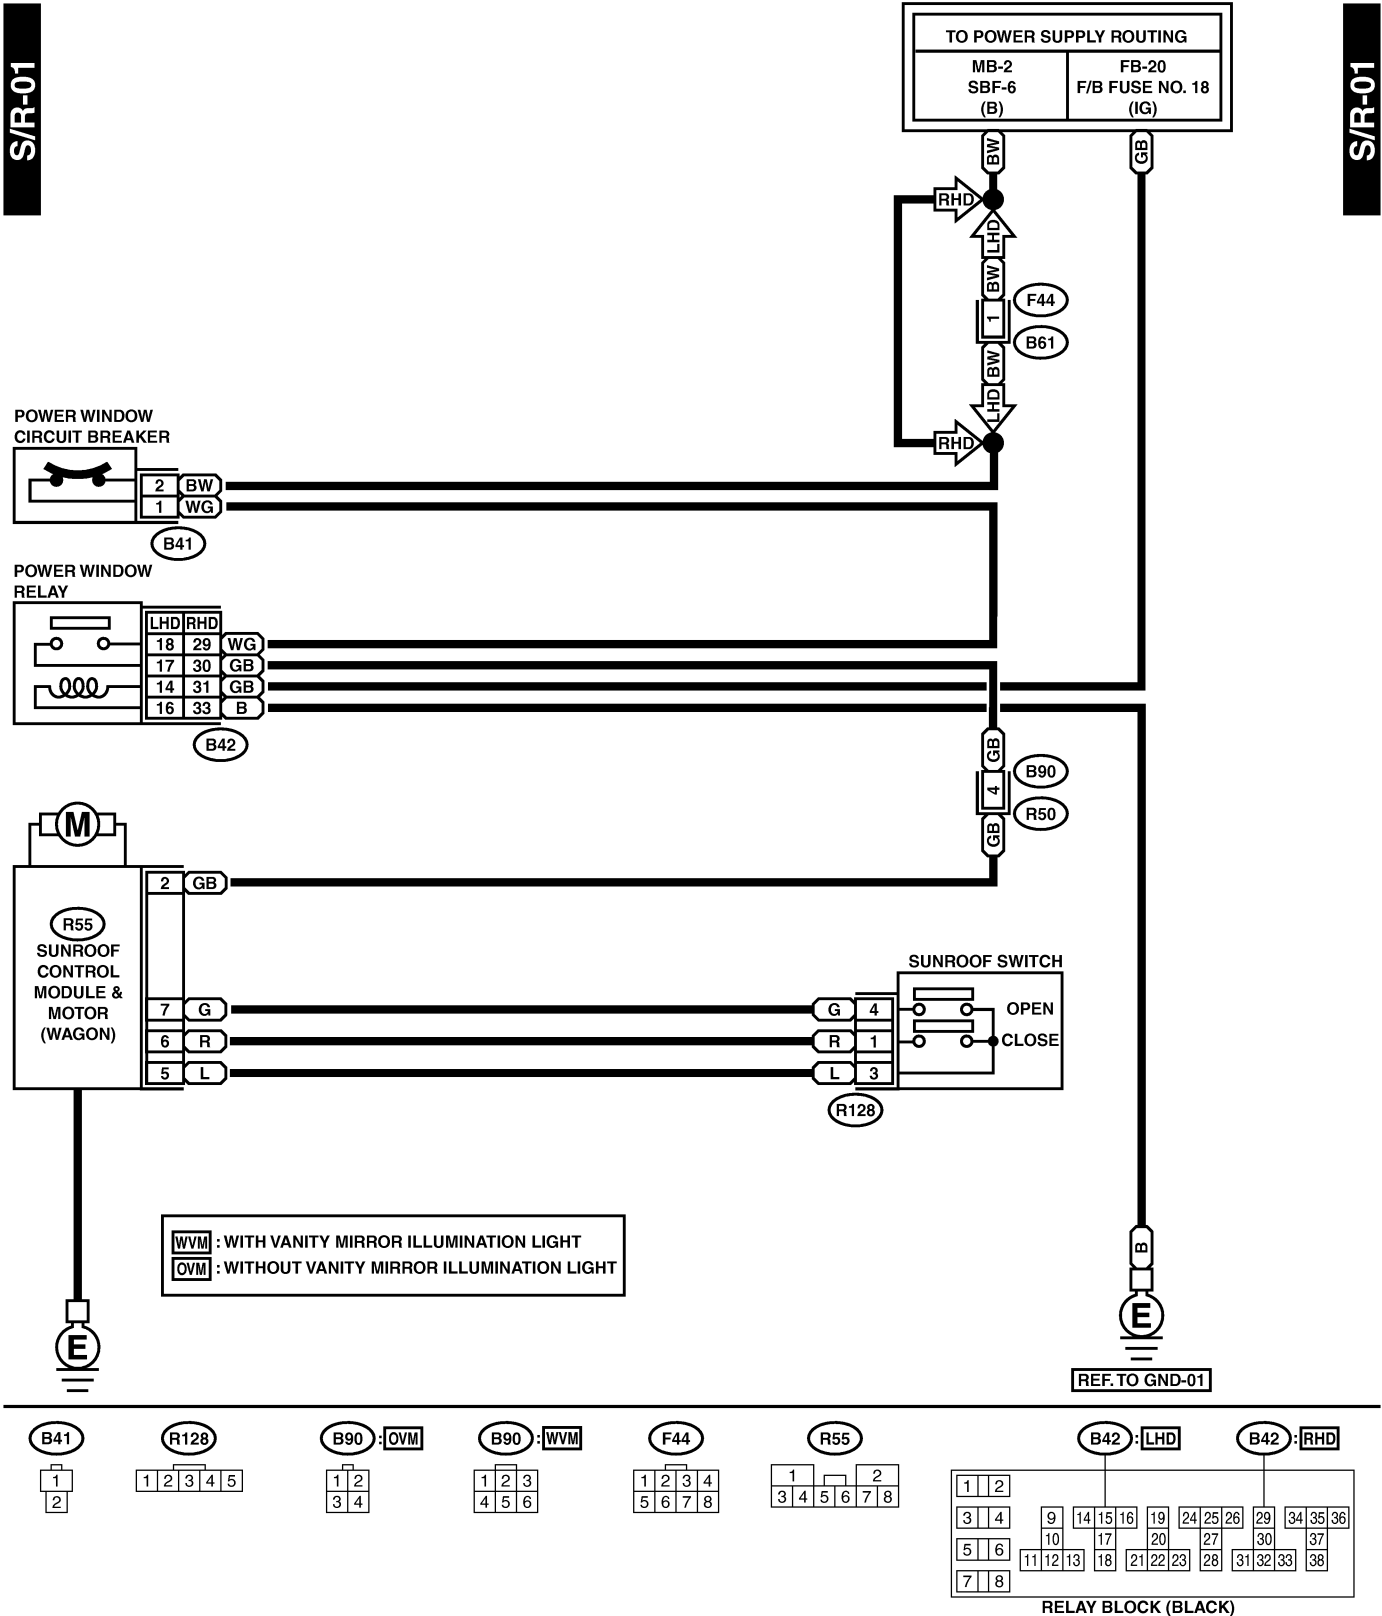 S/R-01
S/R-01
TO POWER SUPPLY ROUTING
MB-2
SBF-6
(B)
FB-20
F/B FUSE NO. 18
(IG)
BW
GB
RHD
LHD
BW
F44
1
B61
BW
LHD
RHD
POWER WINDOW
CIRCUIT BREAKER
2 BW
1 WG
B41
POWER WINDOW
RELAY
LHD RHD
18 29 WG
17 30 GB
14 31 GB
16 33 B
B42
GB
B90
4
R50
GB
M
2 GB
R55
SUNROOF
CONTROL
MODULE &
MOTOR
(WAGON)
7 G
6 R
5 L
SUNROOF SWITCH
G 4 OPEN
R 1 CLOSE
L 3
R128
WVM : WITH VANITY MIRROR ILLUMINATION LIGHT
OVM : WITHOUT VANITY MIRROR ILLUMINATION LIGHT
B
E
E
REF. TO GND-01
B41
1
2
R128
1 2 3 4 5
B90 : OVM
1 2
3 4
B90 : WVM
1 2 3
4 5 6
F44
1 2 3 4
5 6 7 8
R55
1 2
3 4 5 6 7 8
B42 : LHD
B42 : RHD
1 2
3 4 9 14 15 16 19 24 25 26 29 34 35 36
10 17 20 27 30 37
5 6 11 12 13 18 21 22 23 28 31 32 33 38
7 8
RELAY BLOCK (BLACK)